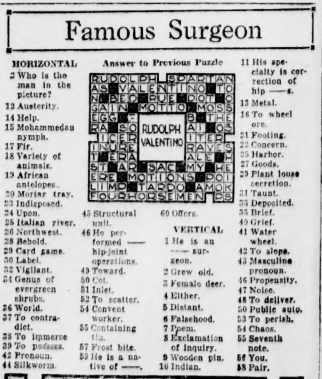 Famous Surgeon
HORIZONTAL
2 Who is the
man in the
picture?
12 Austerity.
14 Help.
15 Mohammedan
nymph.
17 Fir.
18 Variety of
animals.
19 African
antelopes.
20 Mortar tray.
23 Indisposed.
24 Upon.
25 Italian river.
26 Northwest.
28 Behold.
29 Card game.
30 Label.
32 Vigilant.
34 Genus of
evergreen
shrubs.
36 World.
37 To contra-
dict.
38 To immerse
39 To possess.
42 Pronoun.
44 Silkworm.
Answer to Previous Puzzle
RUDOLPH SPARTAN
RUDOLPH
VALENTINO
FOURHORSEMEN
45 Structural
unit.
46 He per-
formed —
hip-joint
operations.
49 Toward.
50 Cot.
51 Inlet.
52 To scatter.
54 Convent
worker.
55 Containing
tin.
57 Frost bite.
59 He is a na-
tive of —.
60 Offers.
VERTICAL
1 He is an
— sur-
geon.
2 Grew old.
3 Female deer.
4 Either.
5 Distant.
6 Falsehood.
7 Poem.
8 Exclamation
of inquiry.
9 Wooden pin.
10 Indian.
11 His spe-
cialty is cor-
rection of
hip — s.
13 Metal.
16 To wheel
ore.
21 Footing.
22 Concern.
25 Harbor.
27 Goods.
29 Plant louse
secretion.
31 Taunt.
33 Deposited.
35 Brief.
40 Grief.
41 Water
wheel.
42 To slope.
43 Masculine
pronoun.
46 Propensity.
47 Noise.
48 To deliver.
50 Public auto.
53 To perish.
54 Chaos.
55 Seventh
note.
56 You.
58 Pair.